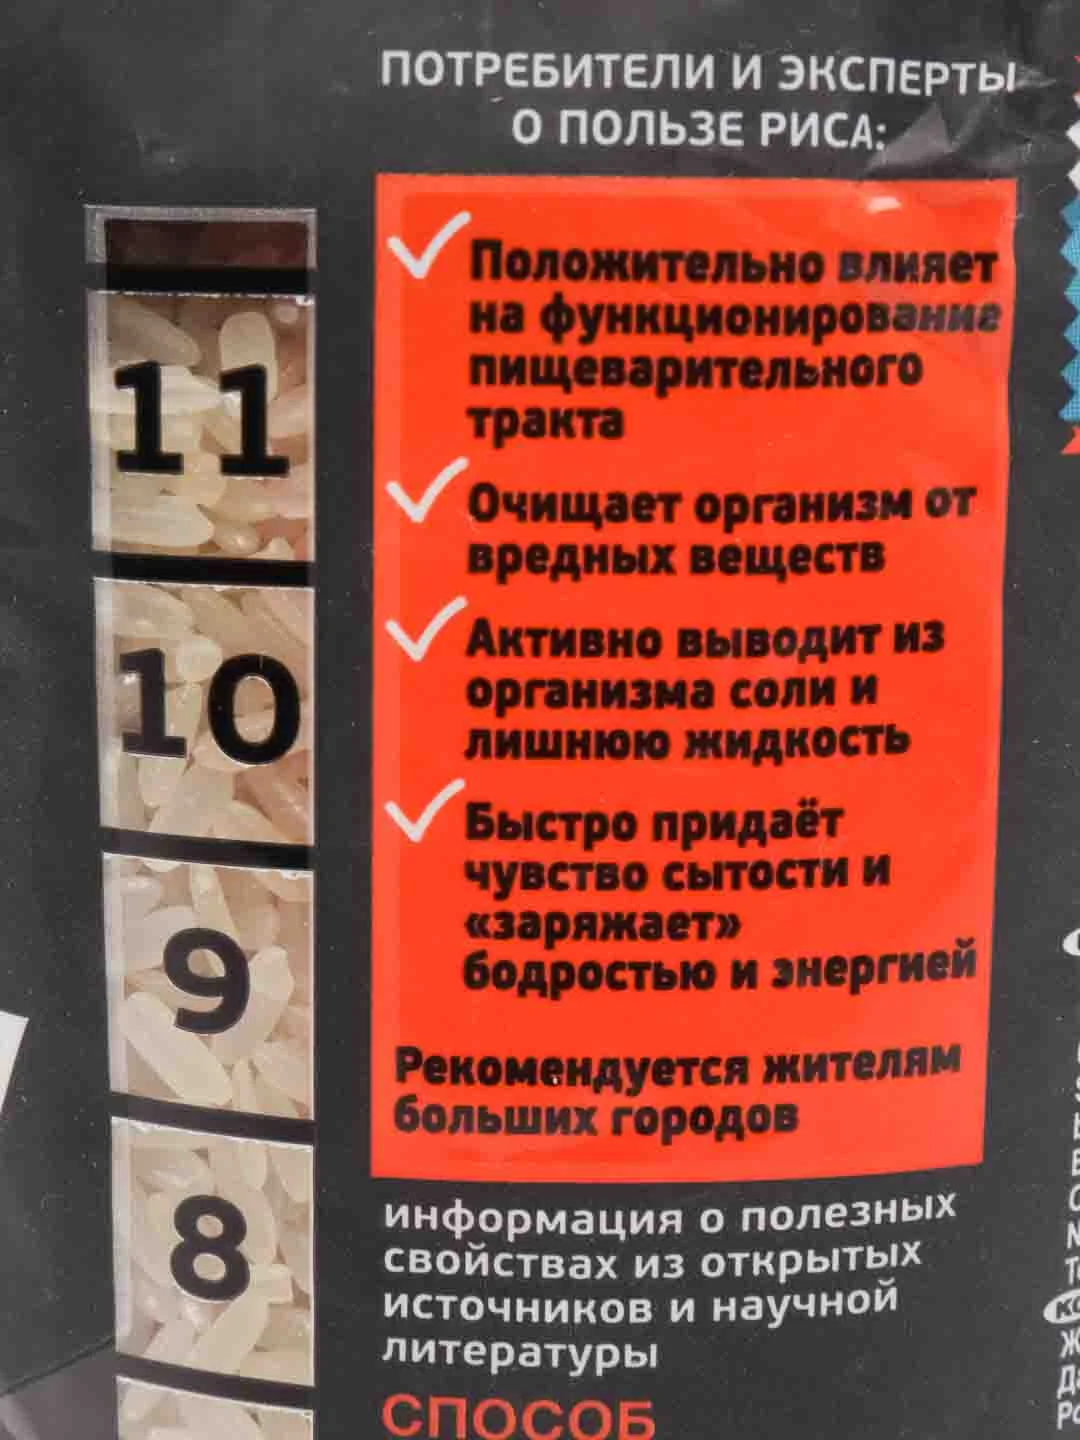 ПОТРЕБИТЕЛИ И ЭКСПЕРТЫ
О ПОЛЬЗЕ РИСА:
Положительно влияет
на функционирование
пищеварительного
тракта
Очищает организм от
вредных веществ
Активно выводит из
организма соли и
лишнюю жидкость
Быстро придаёт
чувство сытости и
«заряжает»
бодростью и энергией
Рекомендуется жителям
больших городов
информация о полезных
свойствах из открытых
источников и научной
литературы
СПОСОБ
11
10
9
8